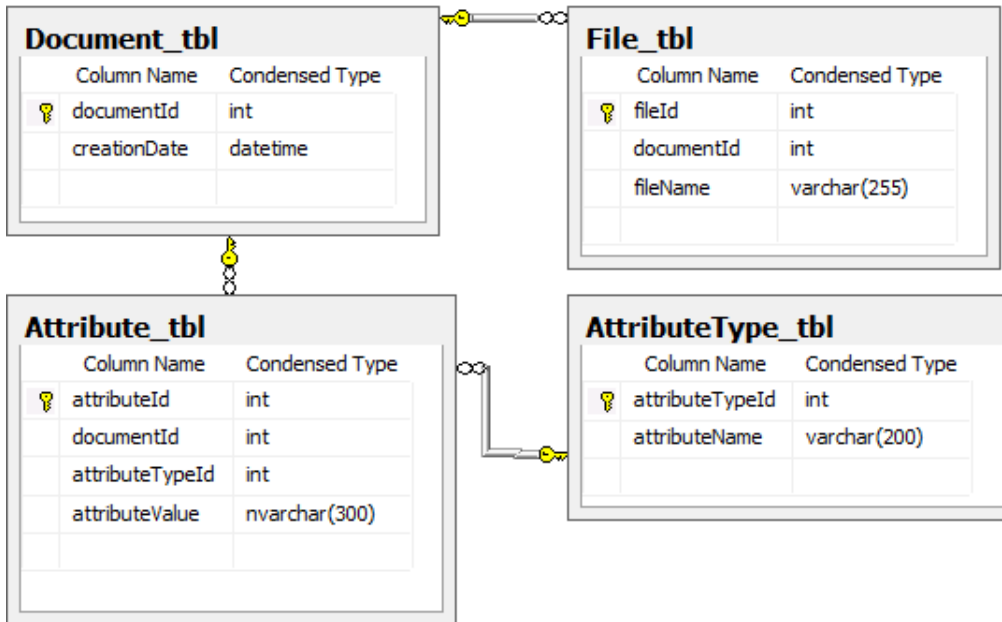 Document_tbl
Column Name Condensed Type
documentId int
creationDate datetime
File_tbl
Column Name Condensed Type
fileId int
documentId int
fileName varchar(255)
Attribute_tbl
Column Name Condensed Type
attributeId int
documentId int
attributeTypeId int
attributeValue nvarchar(300)
AttributeType_tbl
Column Name Condensed Type
attributeTypeId int
attributeName varchar(200)